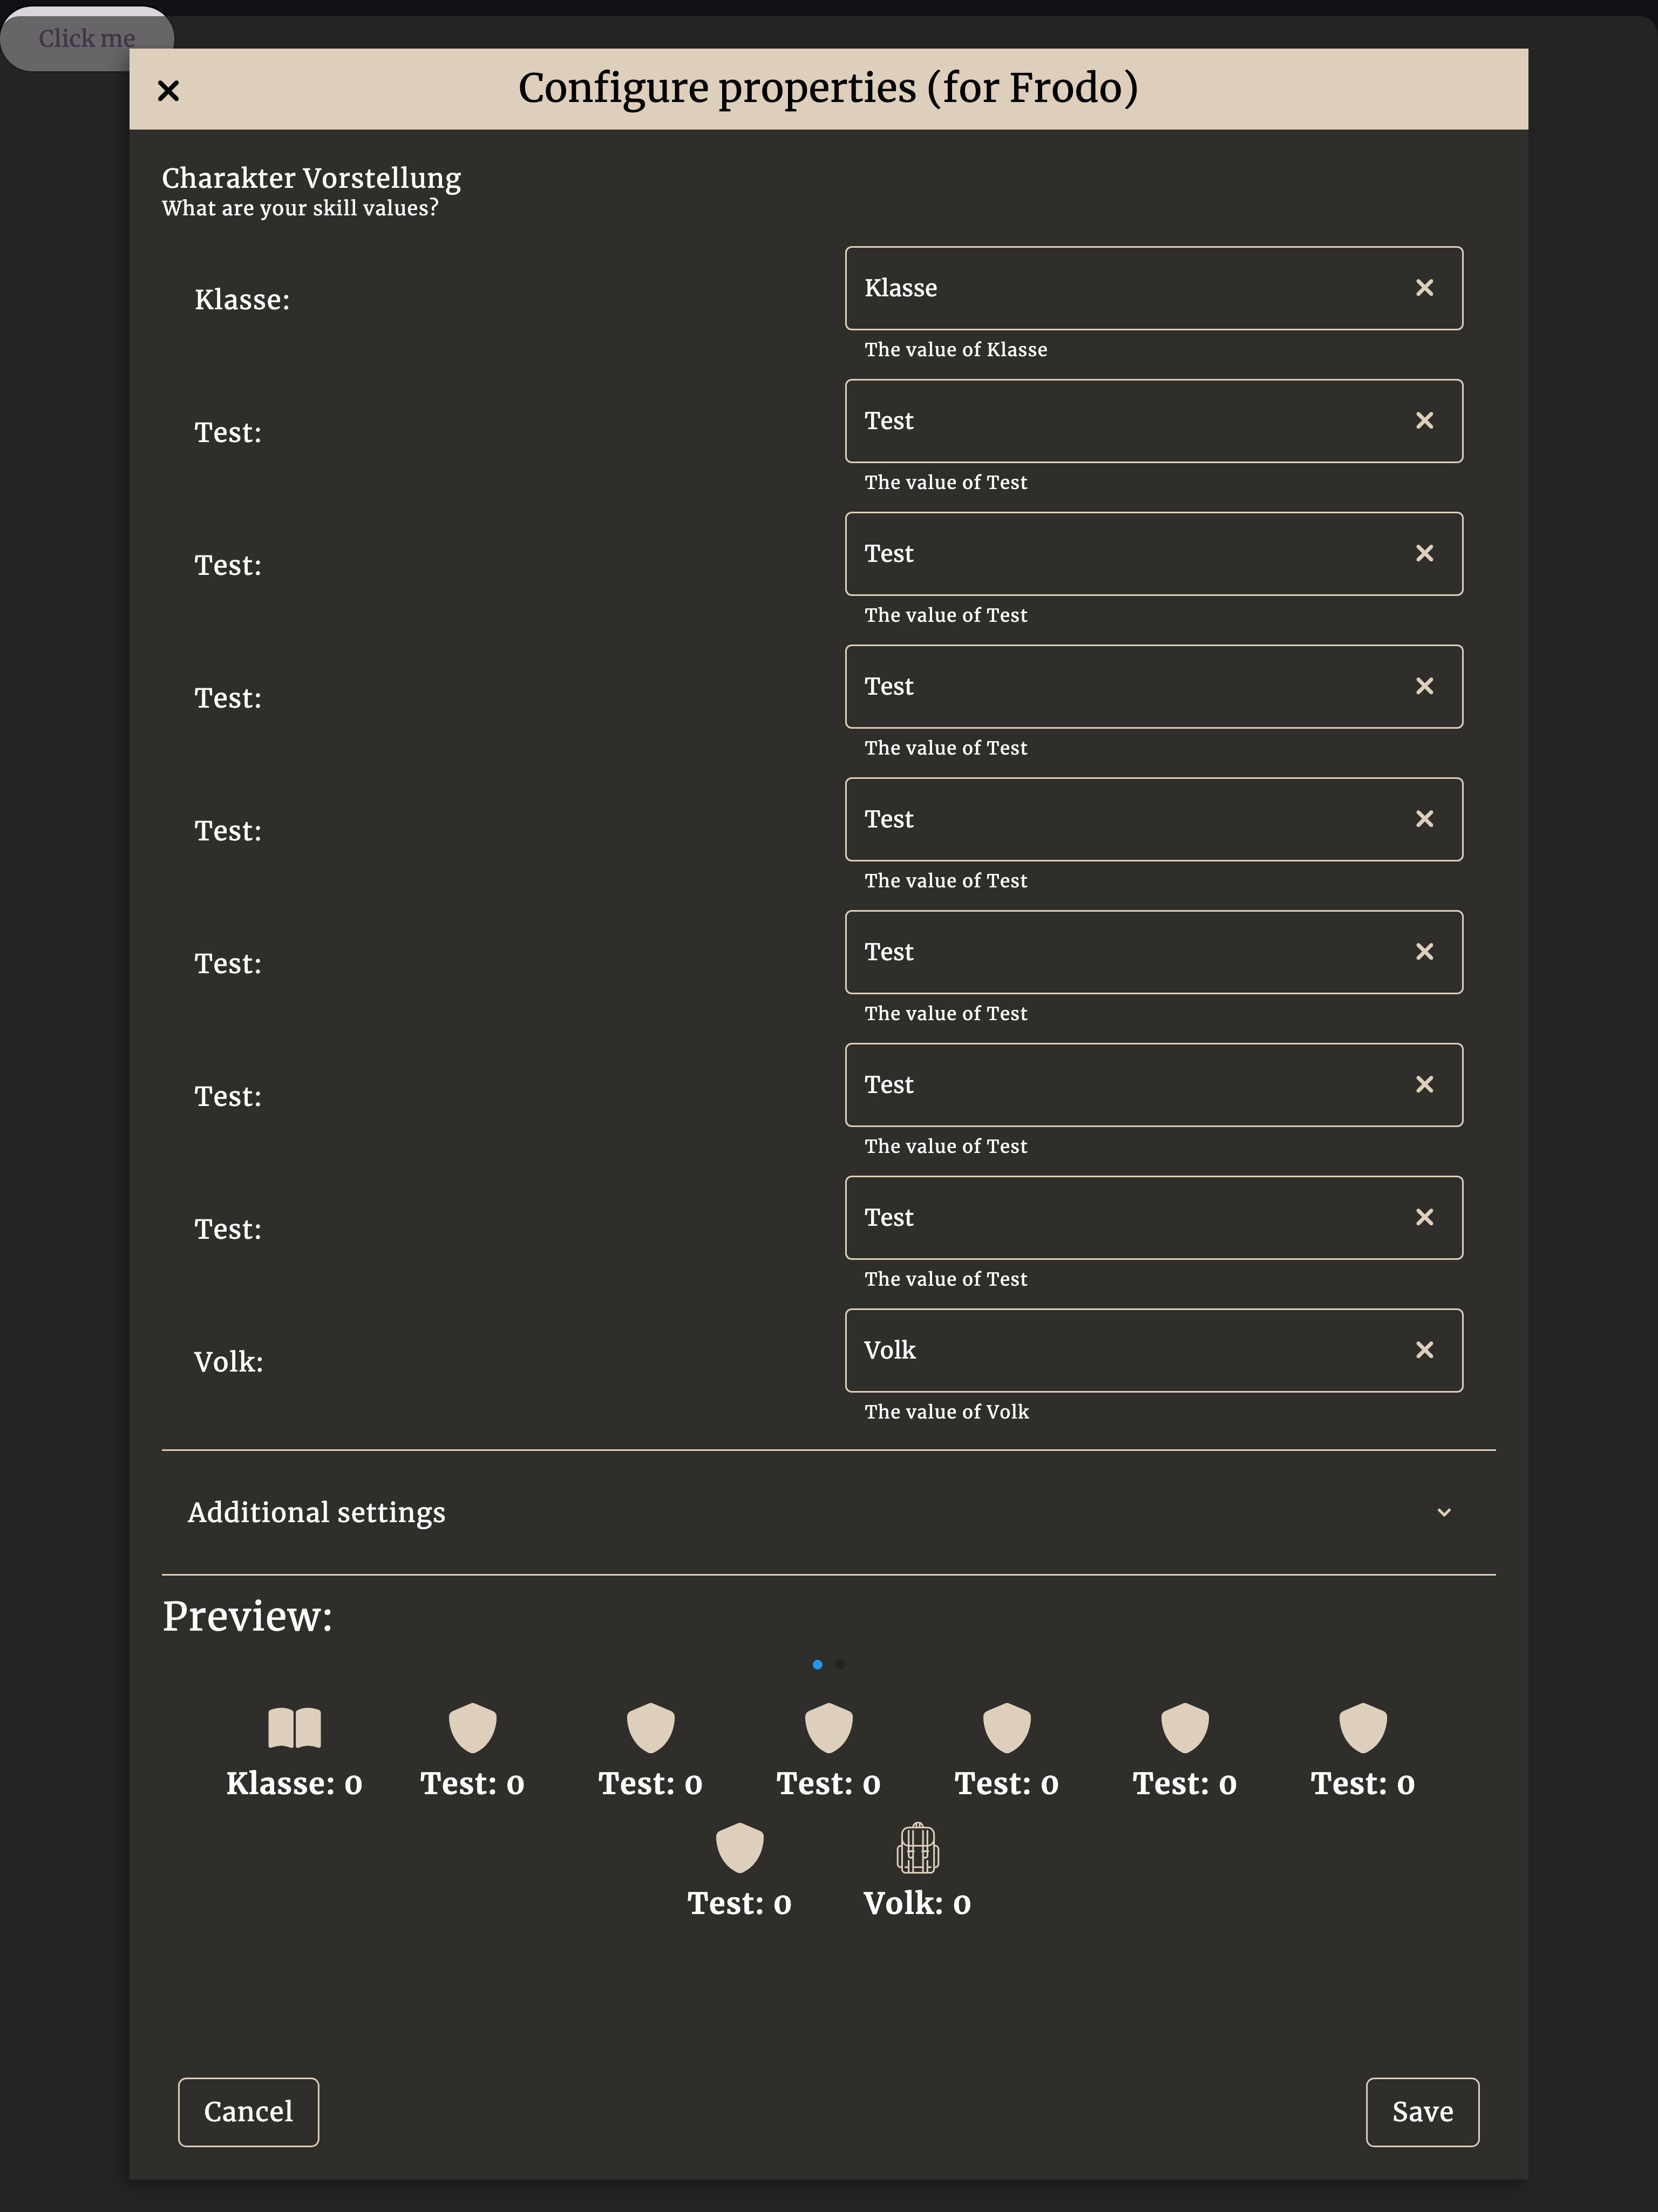 Click me
Configure properties (for Frodo)
Charakter Vorstellung
What are your skill values?
Klasse:
Klasse
The value of Klasse
Test:
Test
The value of Test
Test:
Test
The value of Test
Test:
Test
The value of Test
Test:
Test
The value of Test
Test:
Test
The value of Test
Test:
Test
The value of Test
Test:
Test
The value of Test
Volk:
Volk
The value of Volk
Additional settings
Preview:
Klasse: 0 Test: 0 Test: 0 Test: 0 Test: 0 Test: 0 Test: 0
Test: 0 Volk: 0
Cancel Save